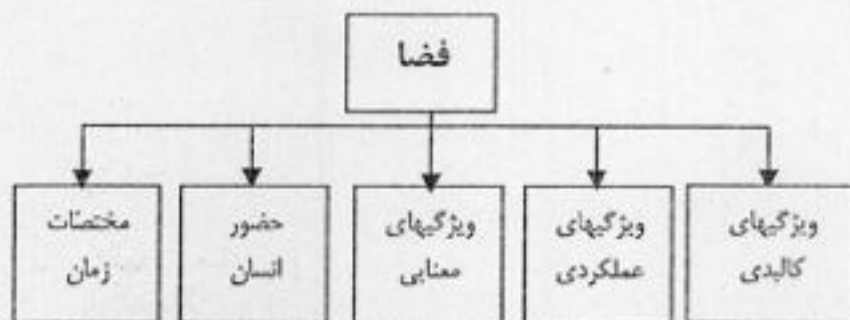 فضا
ویژگیهای
کالبدی
ویژگیهای
عملکردی
ویژگیهای
معنایی
حضور
انسان
مختصات
زمان